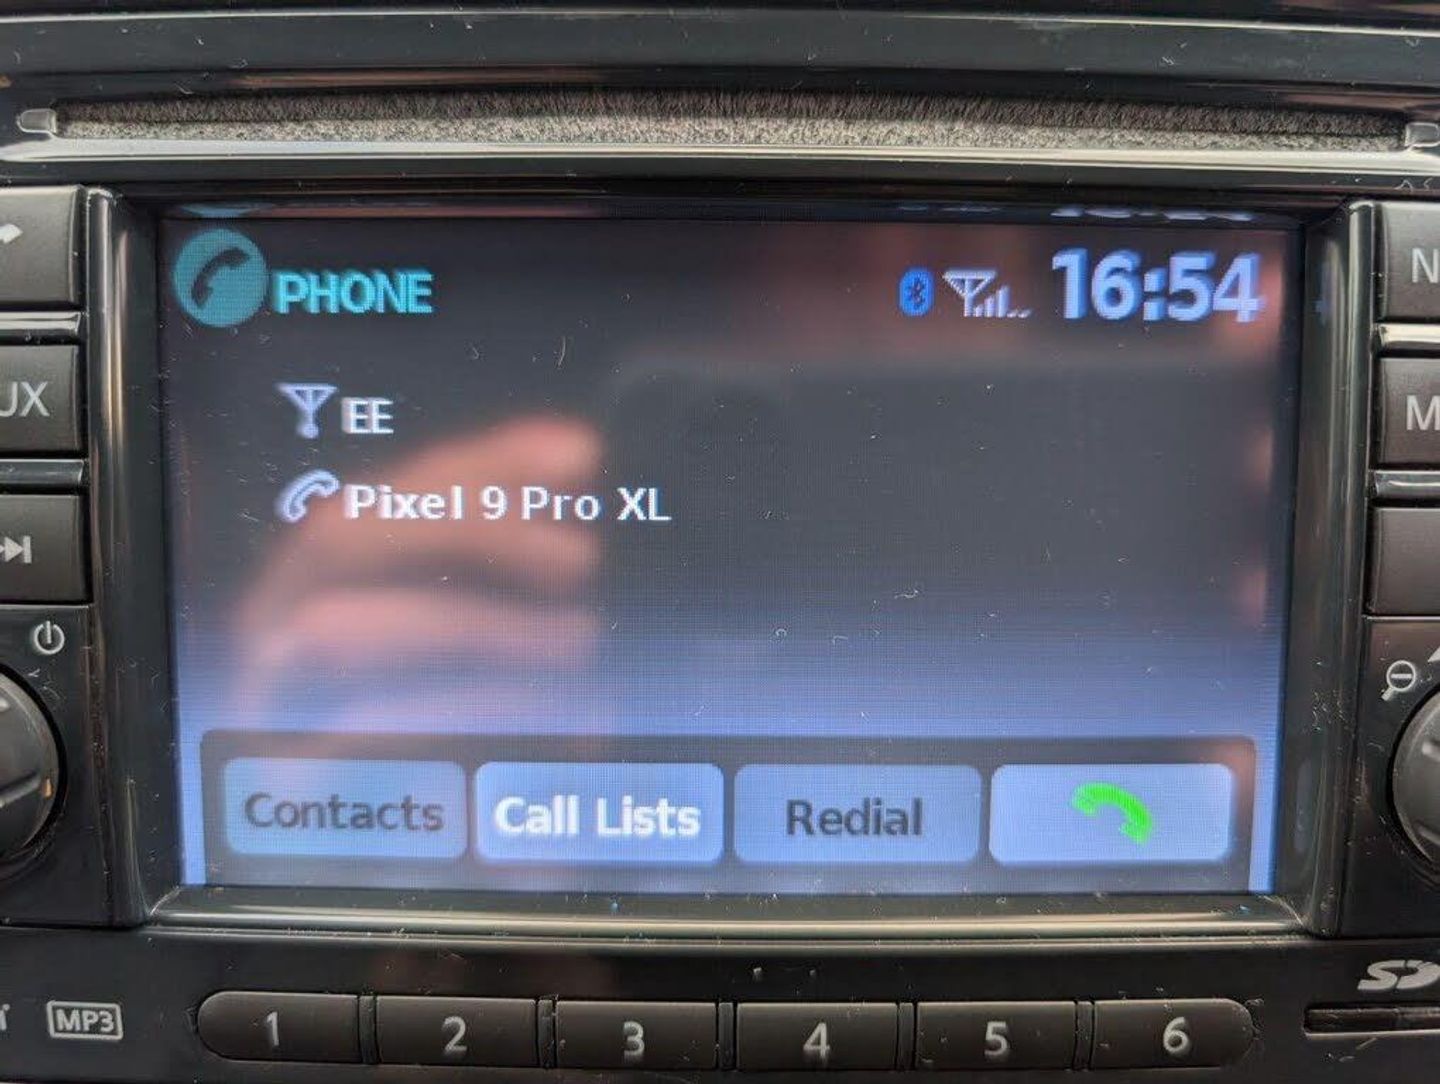 PHONE
16:54
EE
Pixel 9 Pro XL
Contacts
Call Lists
Redial
UX
N
M
MP3
1
2
3
4
5
6
SD